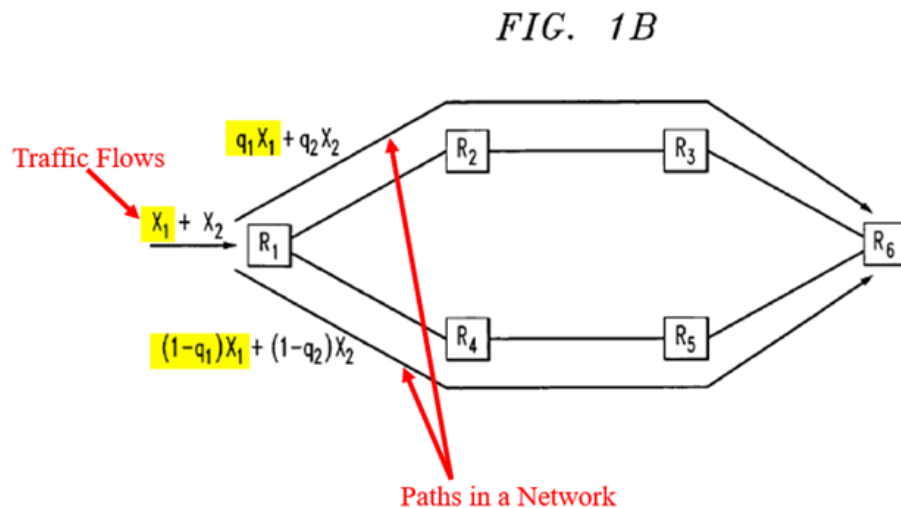 FIG. 1B
q₁X₁ + q₂X₂
Traffic Flows
X₁ + X₂
R₁
R₂
R₃
R₆
R₄
R₅
(1-q₁)X₁ + (1-q₂)X₂
Paths in a Network